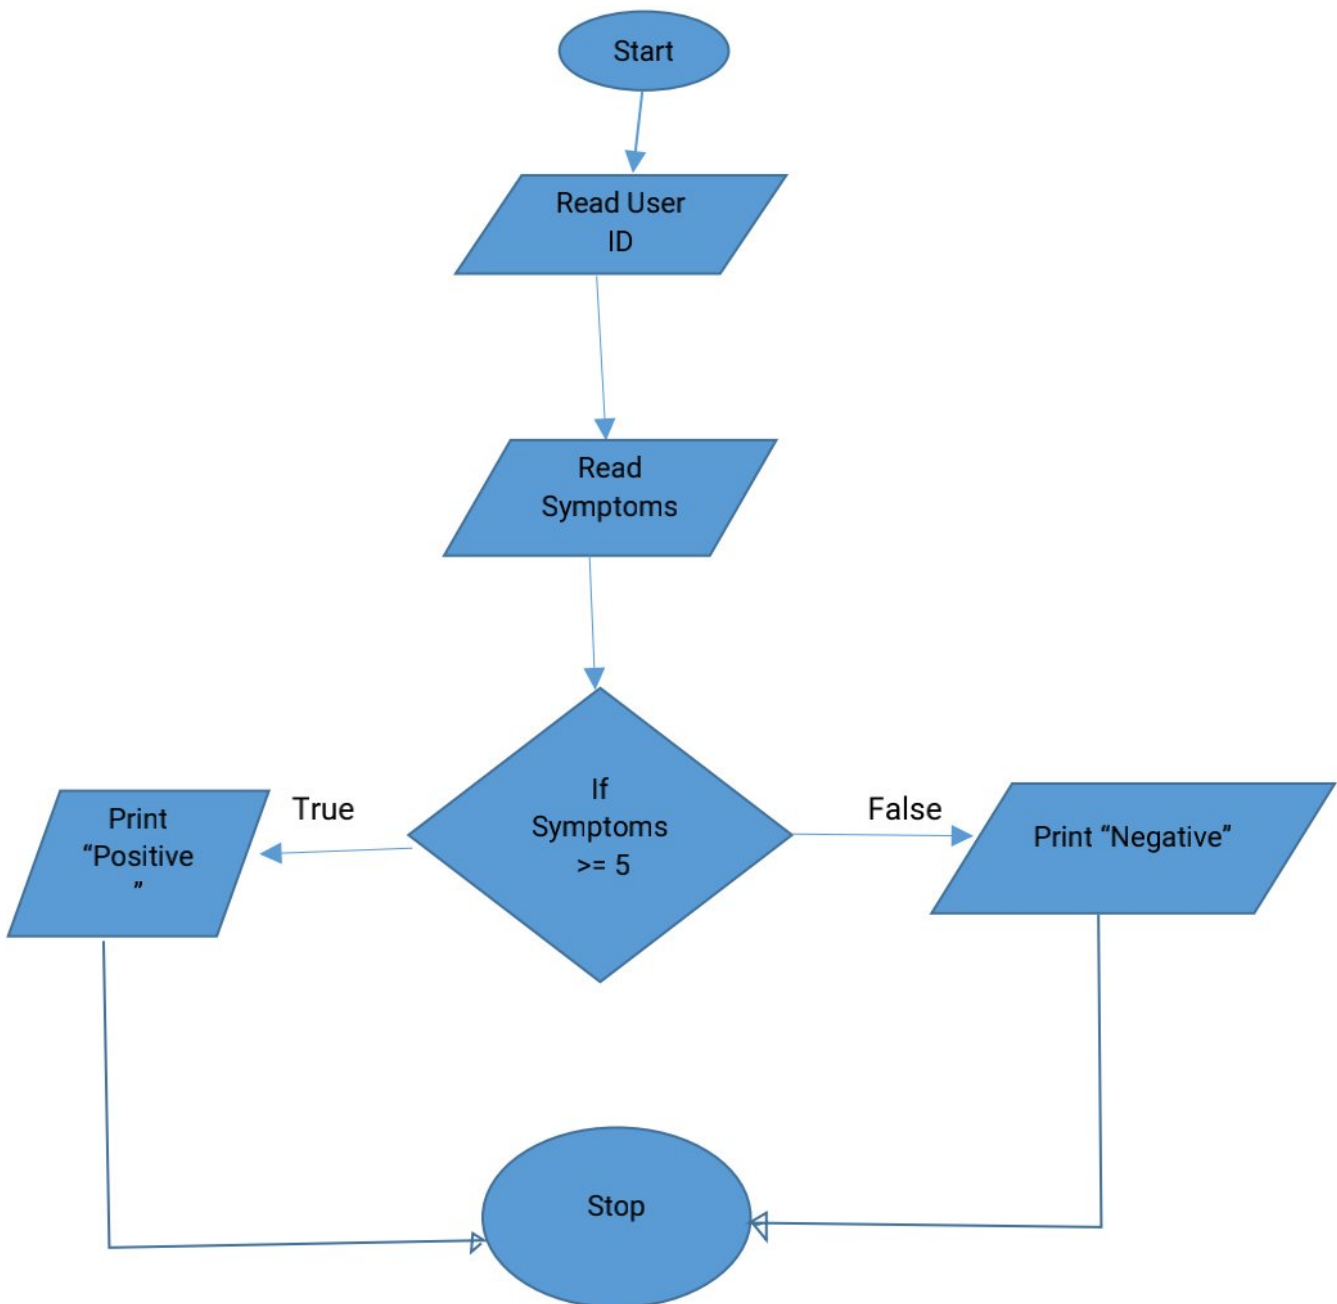 Start
Read User
ID
Read
Symptoms
If
Symptoms
>= 5
True
Print
“Positive
”
False
Print “Negative”
Stop